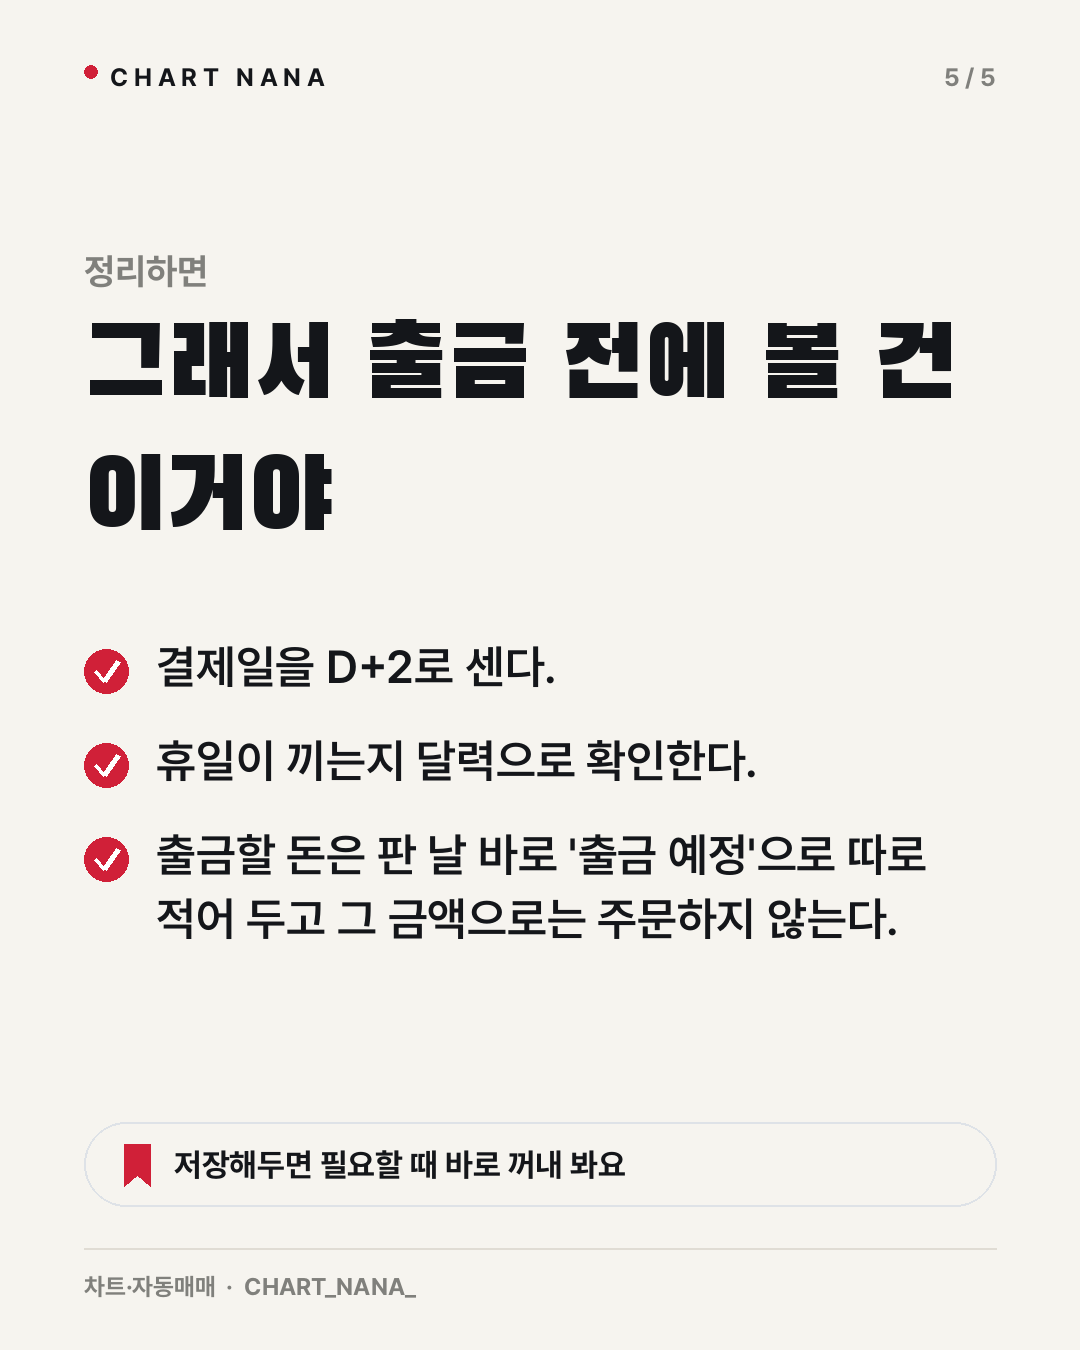 CHART NANA
5 / 5
정리하면
그래서 출금 전에 볼 건
이거야
결제일을 D+2로 센다.
휴일이 끼는지 달력으로 확인한다.
출금할 돈은 판 날 바로 '출금 예정'으로 따로
적어 두고 그 금액으로는 주문하지 않는다.
저장해두면 필요할 때 바로 꺼내 봐요
차트·자동매매 · CHART_NANA_